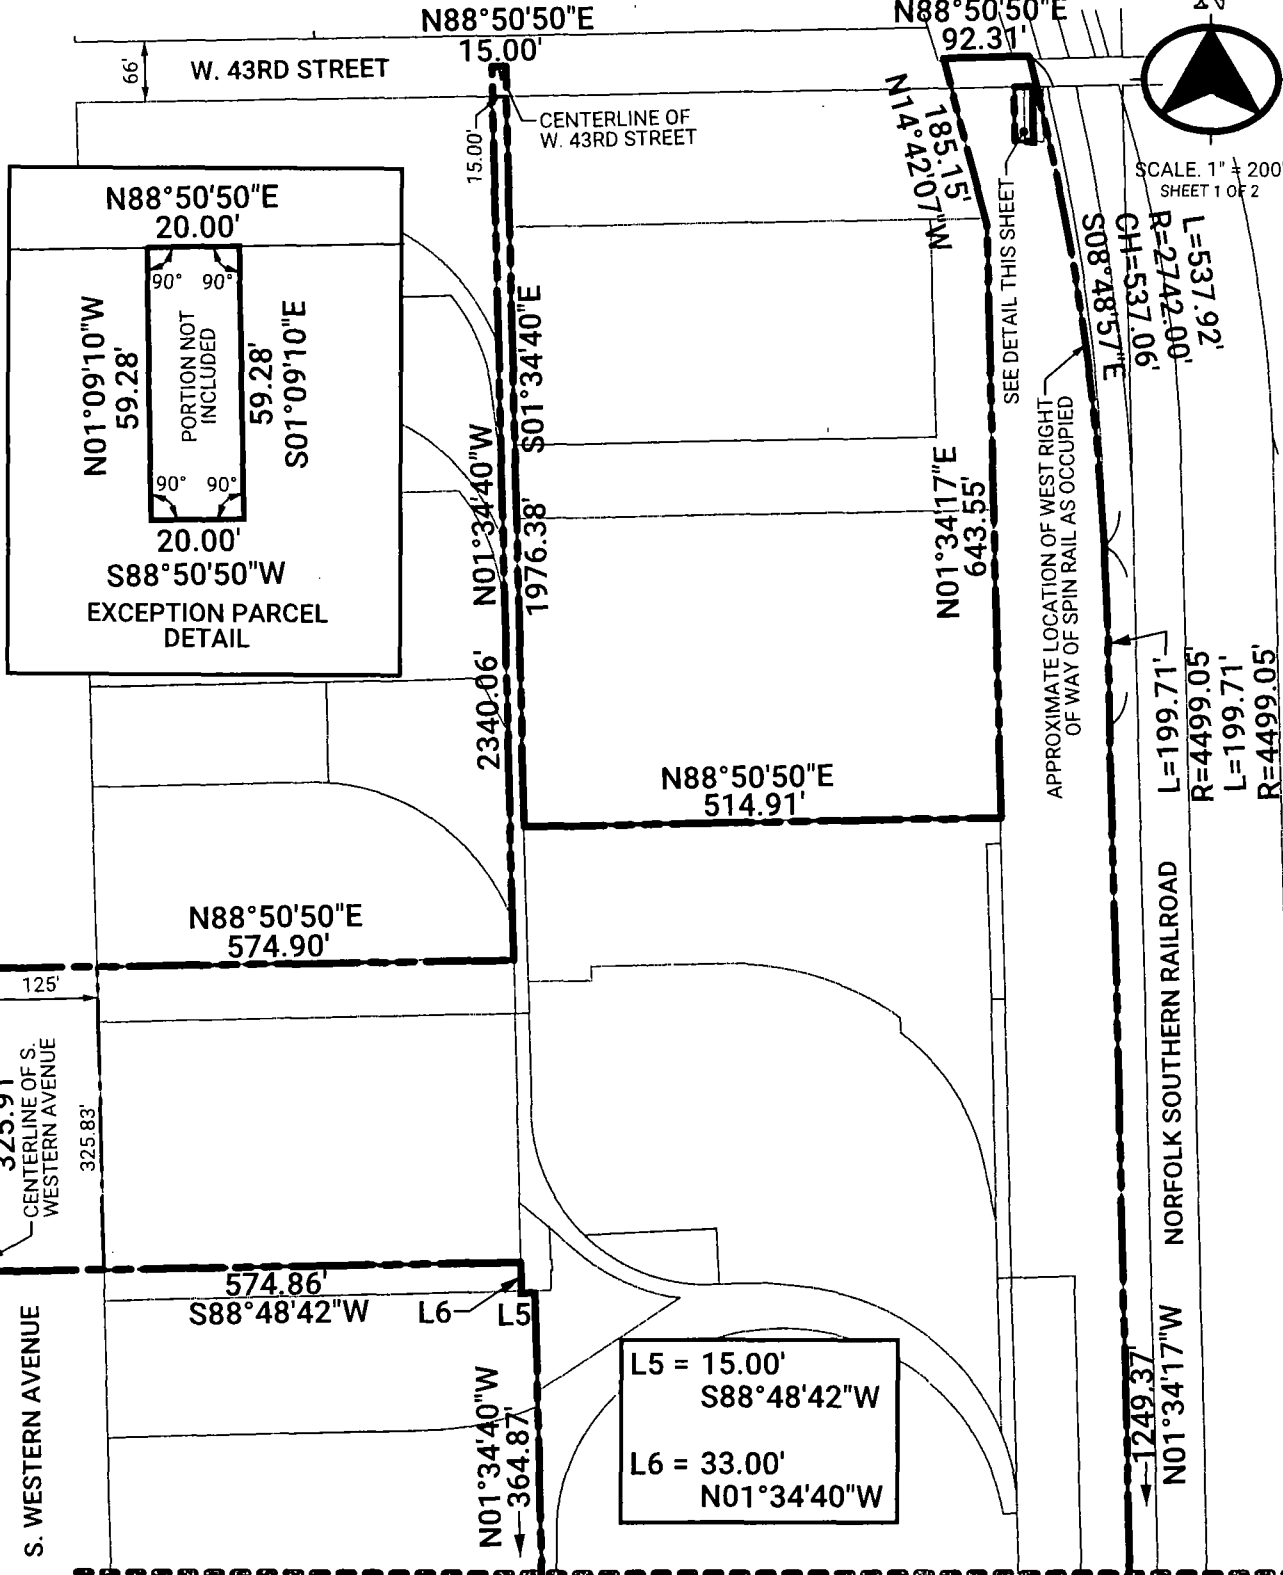 N88°50'50"E
15.00'
N88°50'50"E
92.31'
66'
W. 43RD STREET
CENTERLINE OF
W. 43RD STREET
15.00'
185.15'
N14°42'07"W
SCALE. 1" = 200'
SHEET 1 OF 2
N88°50'50"E
20.00'
90° 90°
N01°09'10"W
59.28'
PORTION NOT
INCLUDED
59.28'
S01°09'10"E
90° 90°
20.00'
S88°50'50"W
EXCEPTION PARCEL
DETAIL
N01°34'40"W
2340.06'
S01°34'40"E
1976.38'
SEE DETAIL THIS SHEET
L=537.92'
R=2742.00'
CH=537.06'
S08°48'57"E
N01°34'17"E
643.55'
APPROXIMATE LOCATION OF WEST RIGHT
OF WAY OF SPIN RAIL AS OCCUPIED
L=199.71'
R=4499.05'
L=199.71'
R=4499.05'
N88°50'50"E
514.91'
N88°50'50"E
574.90'
125'
325.91
CENTERLINE OF S.
WESTERN AVENUE
325.83'
NORFOLK SOUTHERN RAILROAD
574.86'
S88°48'42"W
L6 L5
S. WESTERN AVENUE
N01°34'40"W
364.87'
L5 = 15.00'
S88°48'42"W
L6 = 33.00'
N01°34'40"W
1249.37'
N01°34'17"W